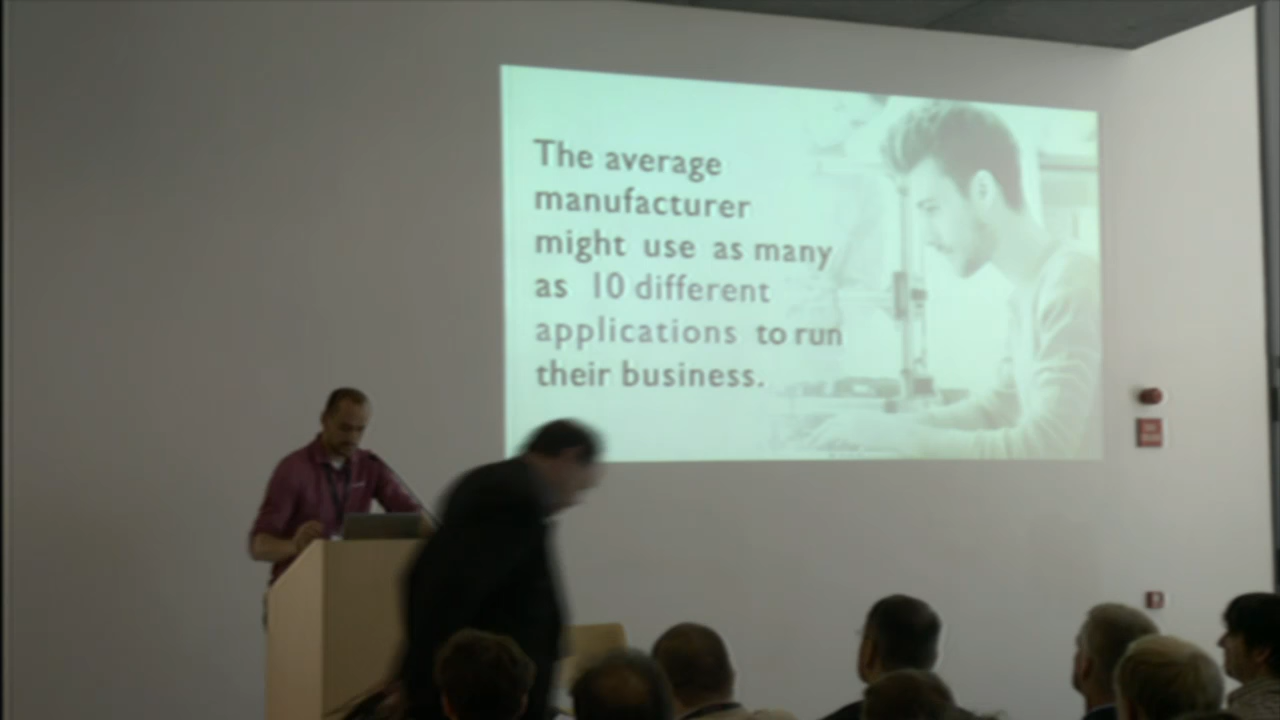 The average
manufacturer
might use as many
as 10 different
applications to run
their business.